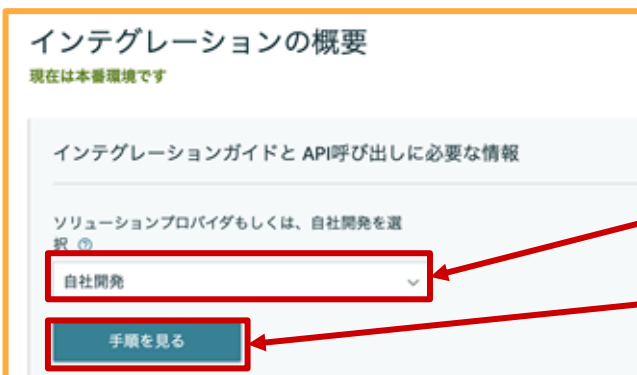 インテグレーションの概要
現在は本番環境です
インテグレーションガイドと API呼び出しに必要な情報
ソリューションプロバイダもしくは、自社開発を選
択 ?
自社開発
手順を見る